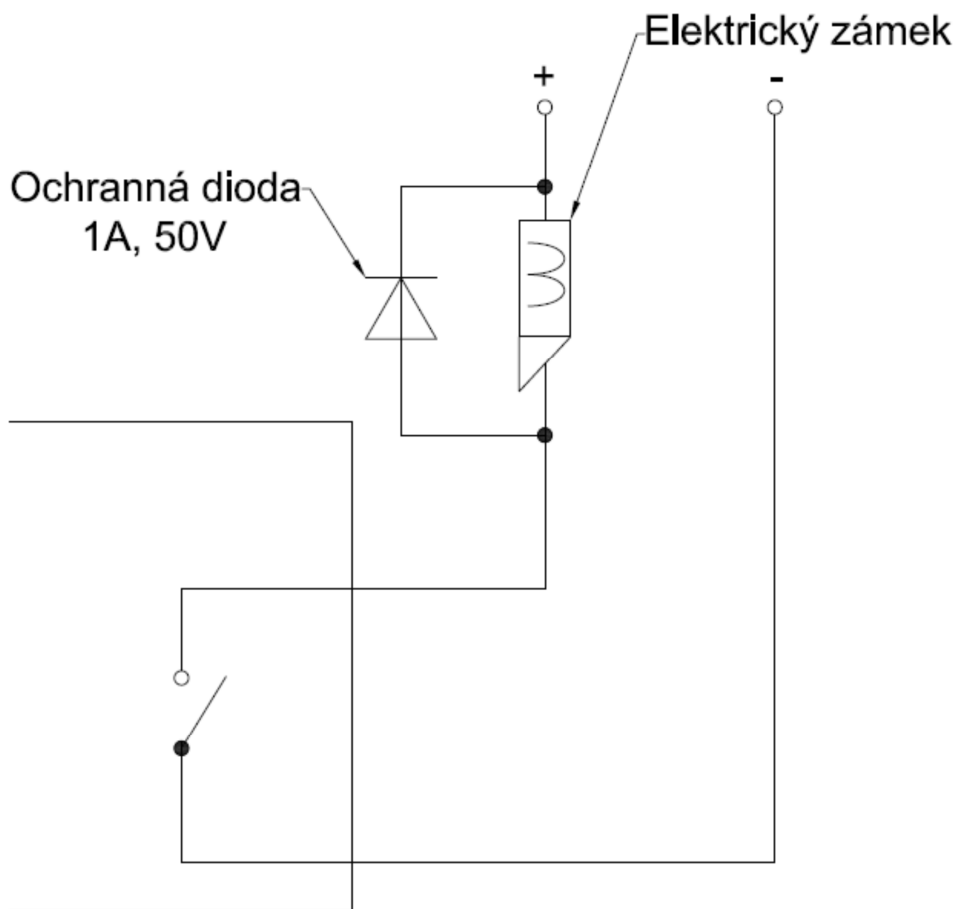 Elektrický zámek
+ -
Ochranná dioda
1A, 50V